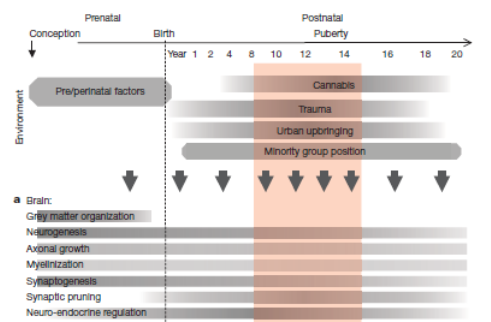 Prenatal Postnatal
Conception Birth Puberty
Year 1 2 4 8 10 12 14 16 18 20
Environment
Pre/perinatal factors
Cannabis
Trauma
Urban upbringing
Minority group position
a Brain:
Grey matter organization
Neurogenesis
Axonal growth
Myelinization
Synaptogenesis
Synaptic pruning
Neuro-endocrine regulation